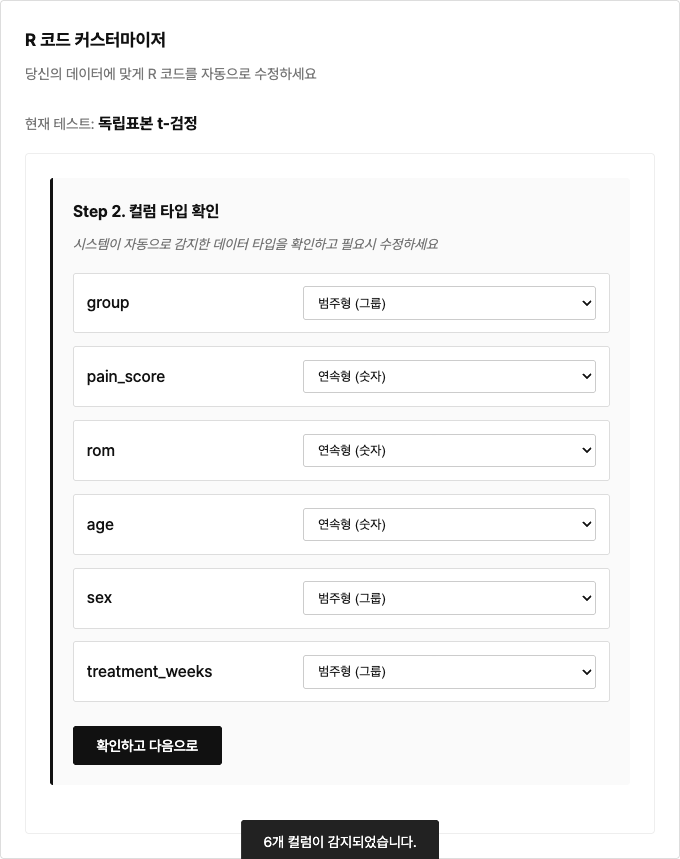 R 코드 커스터마이저
당신의 데이터에 맞게 R 코드를 자동으로 수정하세요
현재 테스트: 독립표본 t-검정
Step 2. 컬럼 타입 확인
시스템이 자동으로 감지한 데이터 타입을 확인하고 필요시 수정하세요
group 범주형 (그룹)
pain_score 연속형 (숫자)
rom 연속형 (숫자)
age 연속형 (숫자)
sex 범주형 (그룹)
treatment_weeks 범주형 (그룹)
확인하고 다음으로
6개 컬럼이 감지되었습니다.